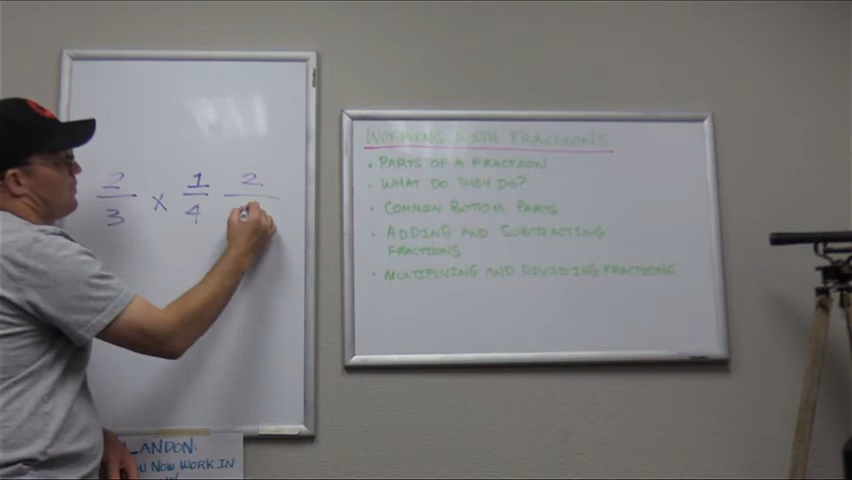 2/3 x 1/4 2/
WORKING WITH FRACTIONS
• PARTS OF A FRACTION
• WHAT DO THEY DO?
• COMMON BOTTOM PARTS
• ADDING AND SUBTRACTING
FRACTIONS
• MULTIPLYING AND DIVIDING FRACTIONS
LANDON:
NOW WORK IN